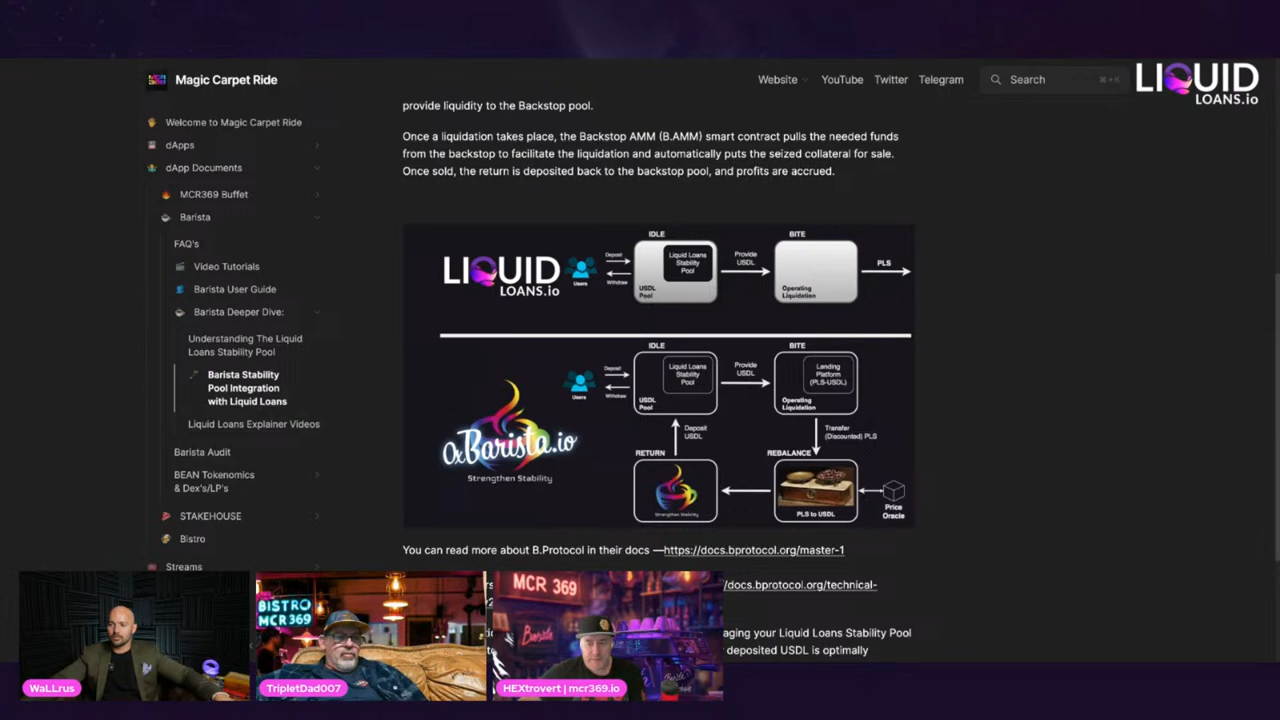 Magic Carpet Ride
Website
YouTube
Twitter
Telegram
Search
⌘+K
LIQUID
LOANS.io
Welcome to Magic Carpet Ride
dApps
dApp Documents
MCR369 Buffet
Barista
FAQ's
Video Tutorials
Barista User Guide
Barista Deeper Dive:
Understanding The Liquid
Loans Stability Pool
Barista Stability
Pool Integration
with Liquid Loans
Liquid Loans Explainer Videos
Barista Audit
BEAN Tokenomics
& Dex's/LP's
STAKEHOUSE
Bistro
Streams
provide liquidity to the Backstop pool.
Once a liquidation takes place, the Backstop AMM (B.AMM) smart contract pulls the needed funds
from the backstop to facilitate the liquidation and automatically puts the seized collateral for sale.
Once sold, the return is deposited back to the backstop pool, and profits are accrued.
LIQUID
LOANS.io
Users
Deposit
Withdraw
IDLE
Liquid Loans
Stability
Pool
USDL
Pool
Provide
USDL
BITE
Operating
Liquidation
PLS
0xBarista.io
Strengthen Stability
Users
Deposit
Withdraw
IDLE
Liquid Loans
Stability
Pool
USDL
Pool
Provide
USDL
BITE
Lending
Platform
(PLS-USDL)
Operating
Liquidation
Deposit
USDL
Transfer
(Discounted) PLS
RETURN
Strengthen Stability
REBALANCE
PLS to USDL
Price
Oracle
You can read more about B.Protocol in their docs —https://docs.bprotocol.org/master-1
/docs.bprotocol.org/technical-
aging your Liquid Loans Stability Pool
deposited USDL is optimally
WaLLrus
BISTRO
MCR 369
TripletDad007
MCR 369
Barista
HEXtrovert | mcr369.io